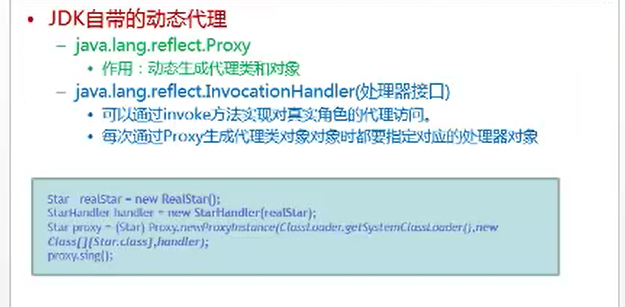 • JDK自带的动态代理
– java.lang.reflect.Proxy
• 作用：动态生成代理类和对象
– java.lang.reflect.InvocationHandler(处理器接口)
• 可以通过invoke方法实现对真实角色的代理访问。
• 每次通过Proxy生成代理类对象对象时都要指定对应的处理器对象
Star realStar = new RealStar();
StarHandler handler = new StarHandler(realStar);
Star proxy = (Star) Proxy.newProxyInstance(ClassLoader.getSystemClassLoader(),new
Class[]{Star.class},handler);
proxy.sing();